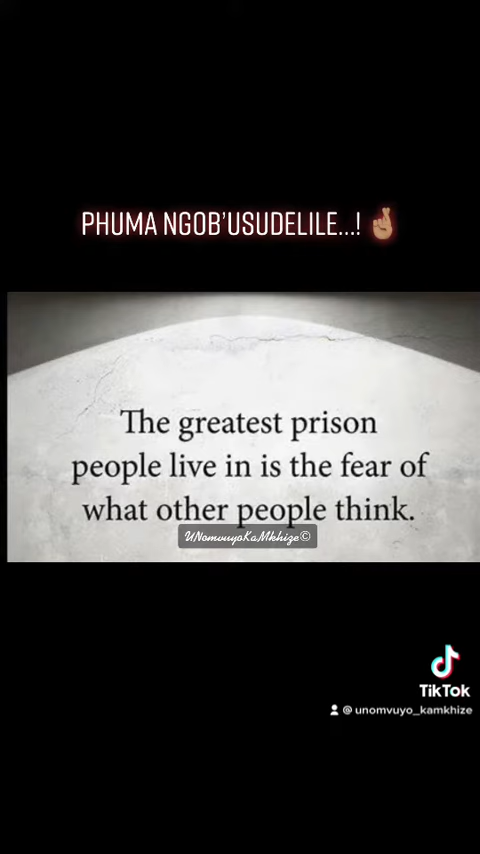 PHUMA NGOB'USUDELILE...! 🤞🏽
The greatest prison
people live in is the fear of
what other people think.
UNomvuyoKaMkhize©
TikTok
@unomvuyo_kamkhize